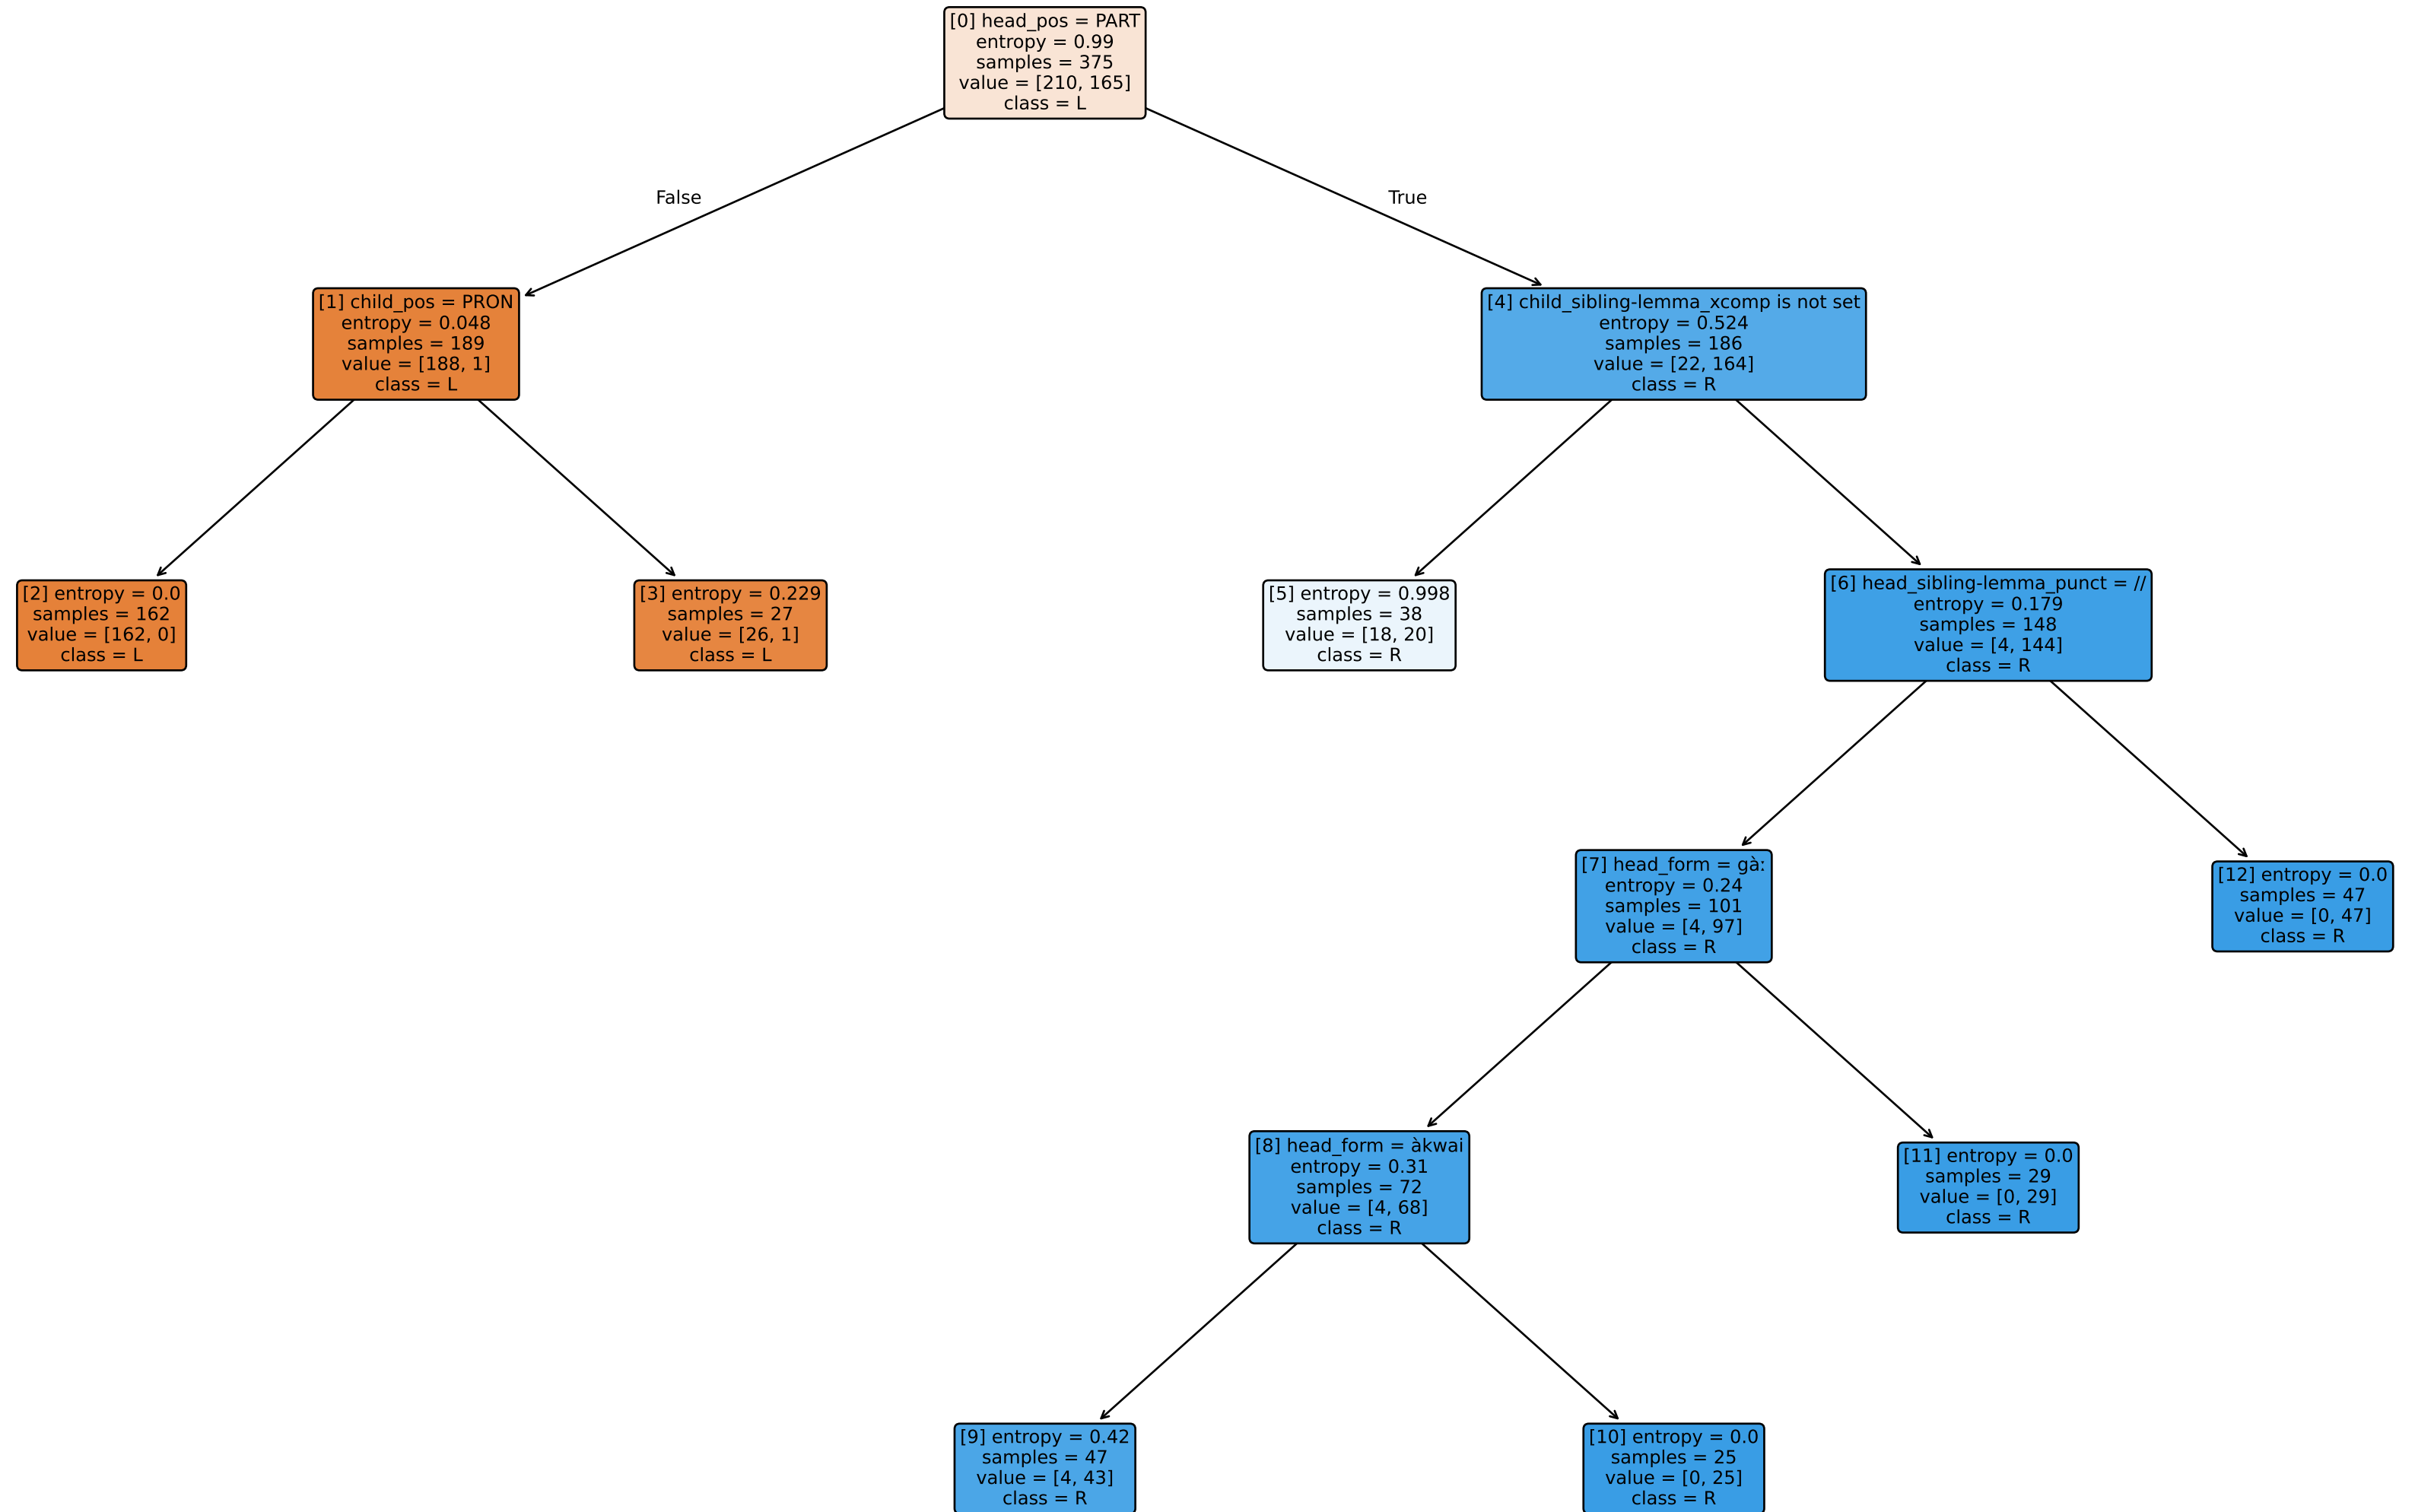 [0] head_pos = PART
entropy = 0.99
samples = 375
value = [210, 165]
class = L
False
True
[1] child_pos = PRON
entropy = 0.048
samples = 189
value = [188, 1]
class = L
[4] child_sibling-lemma_xcomp is not set
entropy = 0.524
samples = 186
value = [22, 164]
class = R
[2] entropy = 0.0
samples = 162
value = [162, 0]
class = L
[3] entropy = 0.229
samples = 27
value = [26, 1]
class = L
[5] entropy = 0.998
samples = 38
value = [18, 20]
class = R
[6] head_sibling-lemma_punct = //
entropy = 0.179
samples = 148
value = [4, 144]
class = R
[7] head_form = gà:
entropy = 0.24
samples = 101
value = [4, 97]
class = R
[12] entropy = 0.0
samples = 47
value = [0, 47]
class = R
[8] head_form = àkwai
entropy = 0.31
samples = 72
value = [4, 68]
class = R
[11] entropy = 0.0
samples = 29
value = [0, 29]
class = R
[9] entropy = 0.42
samples = 47
value = [4, 43]
class = R
[10] entropy = 0.0
samples = 25
value = [0, 25]
class = R